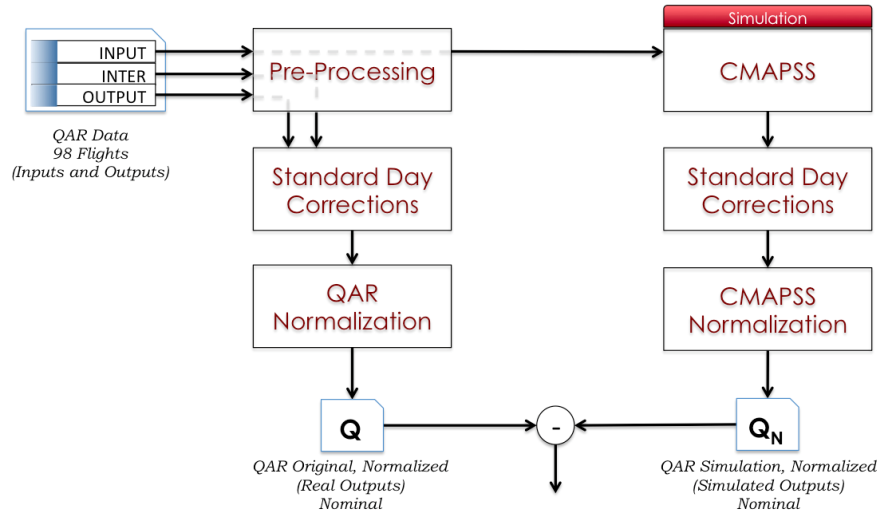 Simulation
INPUT
INTER
OUTPUT
Pre-Processing
CMAPSS
QAR Data
98 Flights
(Inputs and Outputs)
Standard Day
Corrections
Standard Day
Corrections
QAR
Normalization
CMAPSS
Normalization
Q
-
QN
QAR Original, Normalized
(Real Outputs)
Nominal
QAR Simulation, Normalized
(Simulated Outputs)
Nominal